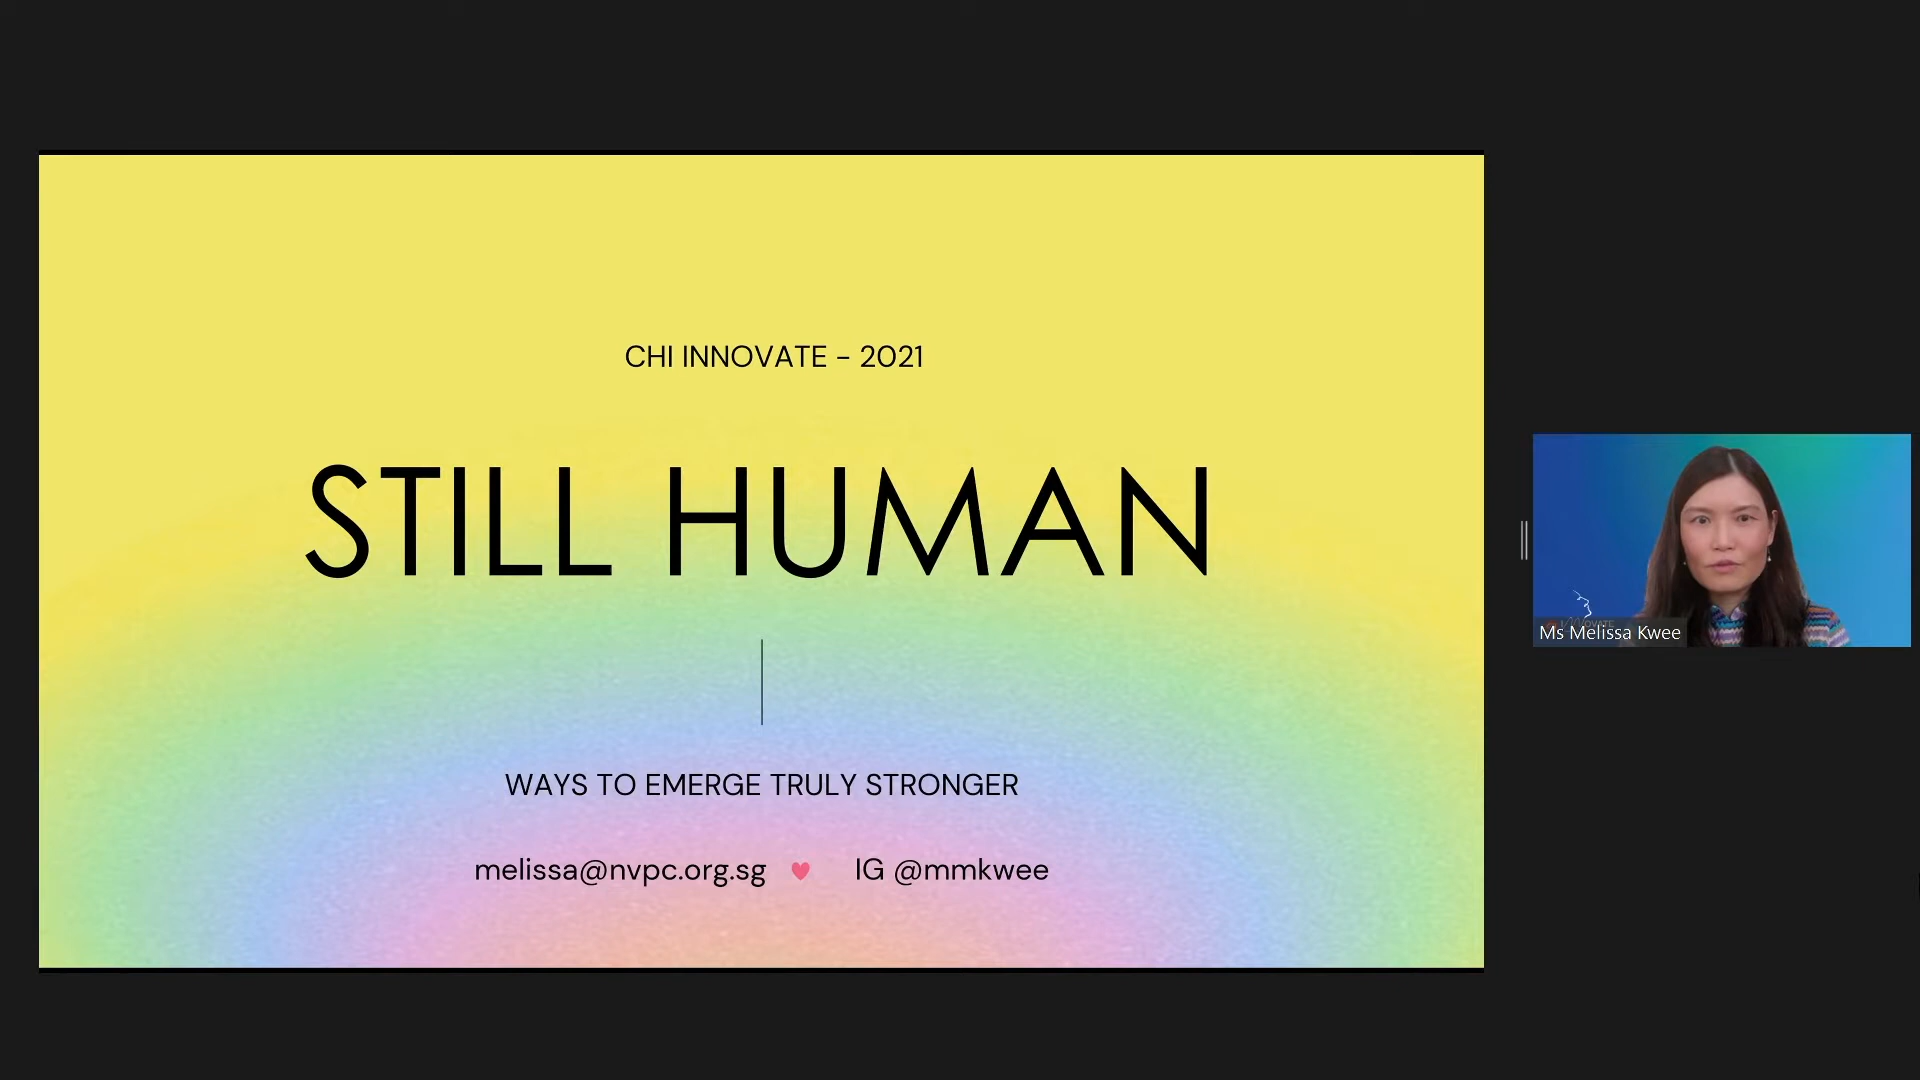 CHI INNOVATE - 2021
STILL HUMAN
WAYS TO EMERGE TRULY STRONGER
melissa@nvpc.org.sg ♥ IG @mmkwee
Ms Melissa Kwee